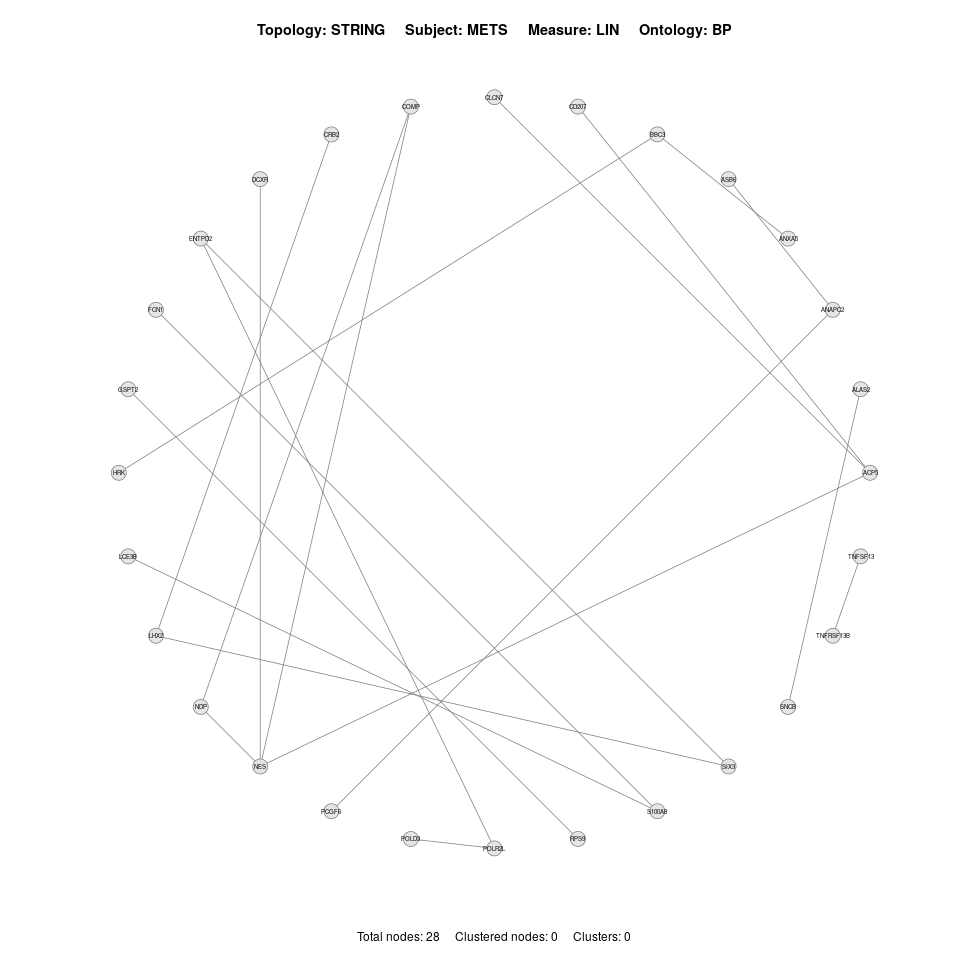 Topology: STRING Subject: METS Measure: LIN Ontology: BP
CLCN7
COMP
CD207
CRB2
BBC3
DCXR
ASB6
ENTPD2
ANXA5
FCN1
ANAPC2
GSPT2
ALAS2
HRK
ACP5
LCE3B
TNFSF13
LHX2
TNFRSF13B
NDP
SNCB
NES
SIX3
PCGF6
S100A9
POLD3
RPS9
POLR2L
Total nodes: 28 Clustered nodes: 0 Clusters: 0